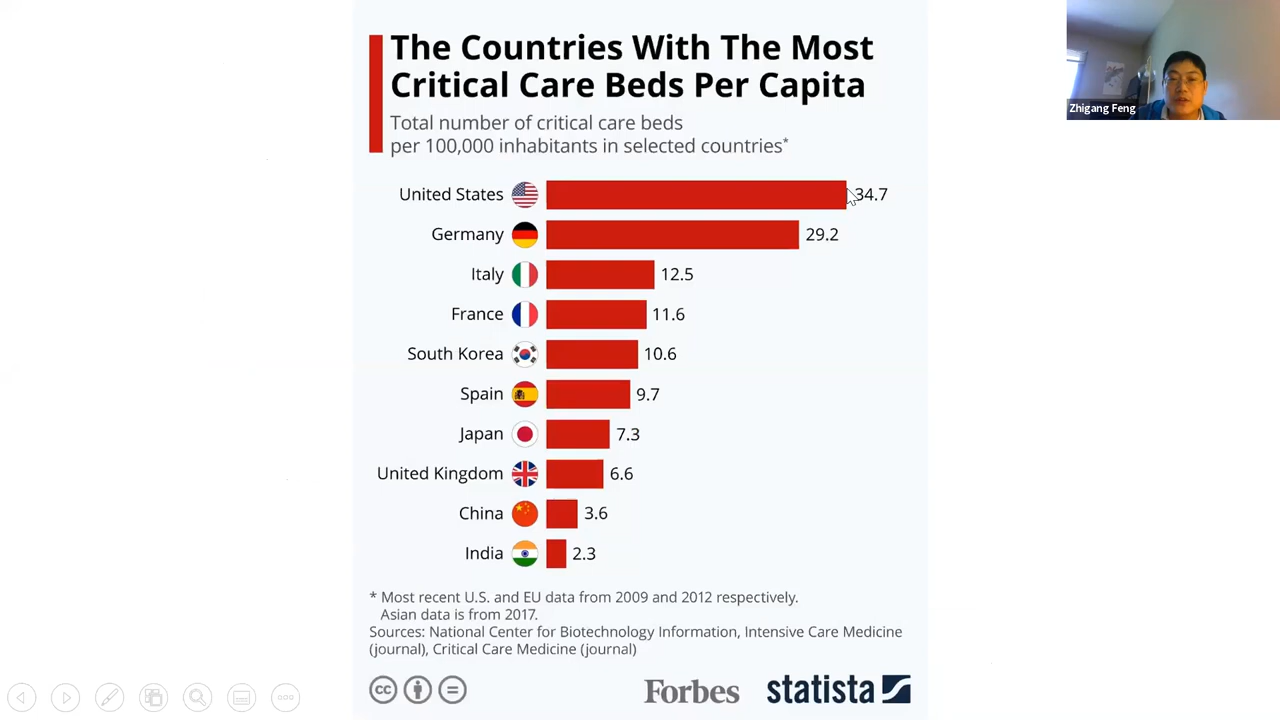 The Countries With The Most
Critical Care Beds Per Capita
Total number of critical care beds
per 100,000 inhabitants in selected countries*
United States 34.7
Germany 29.2
Italy 12.5
France 11.6
South Korea 10.6
Spain 9.7
Japan 7.3
United Kingdom 6.6
China 3.6
India 2.3
* Most recent U.S. and EU data from 2009 and 2012 respectively.
Asian data is from 2017.
Sources: National Center for Biotechnology Information, Intensive Care Medicine
(journal), Critical Care Medicine (journal)
cc
Forbes statista
Zhigang Feng